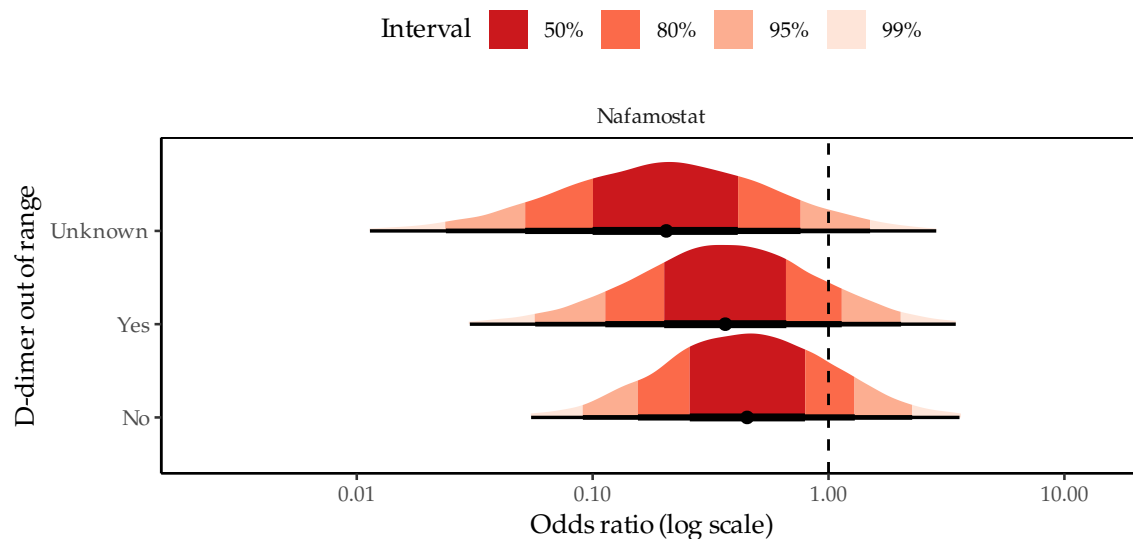 Interval 50% 80% 95% 99%
Nafamostat
D-dimer out of range
Unknown
Yes
No
0.01 0.10 1.00 10.00
Odds ratio (log scale)